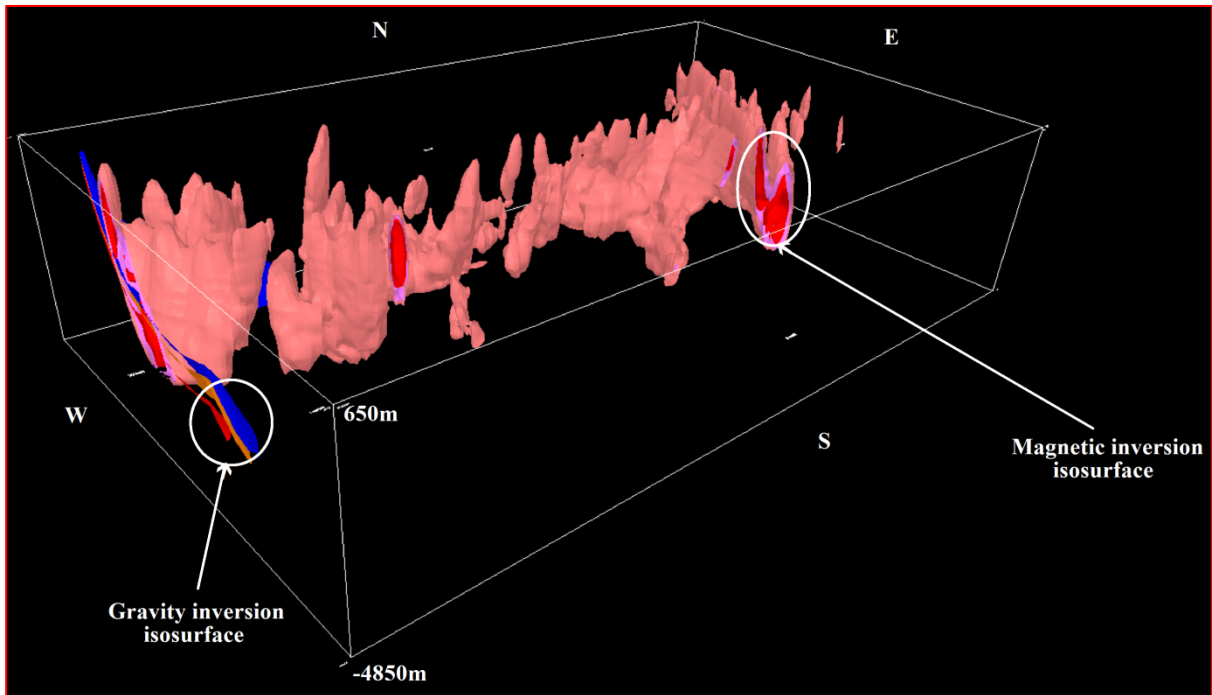 N
E
W
650m
S
Magnetic inversion
isosurface
Gravity inversion
isosurface
-4850m